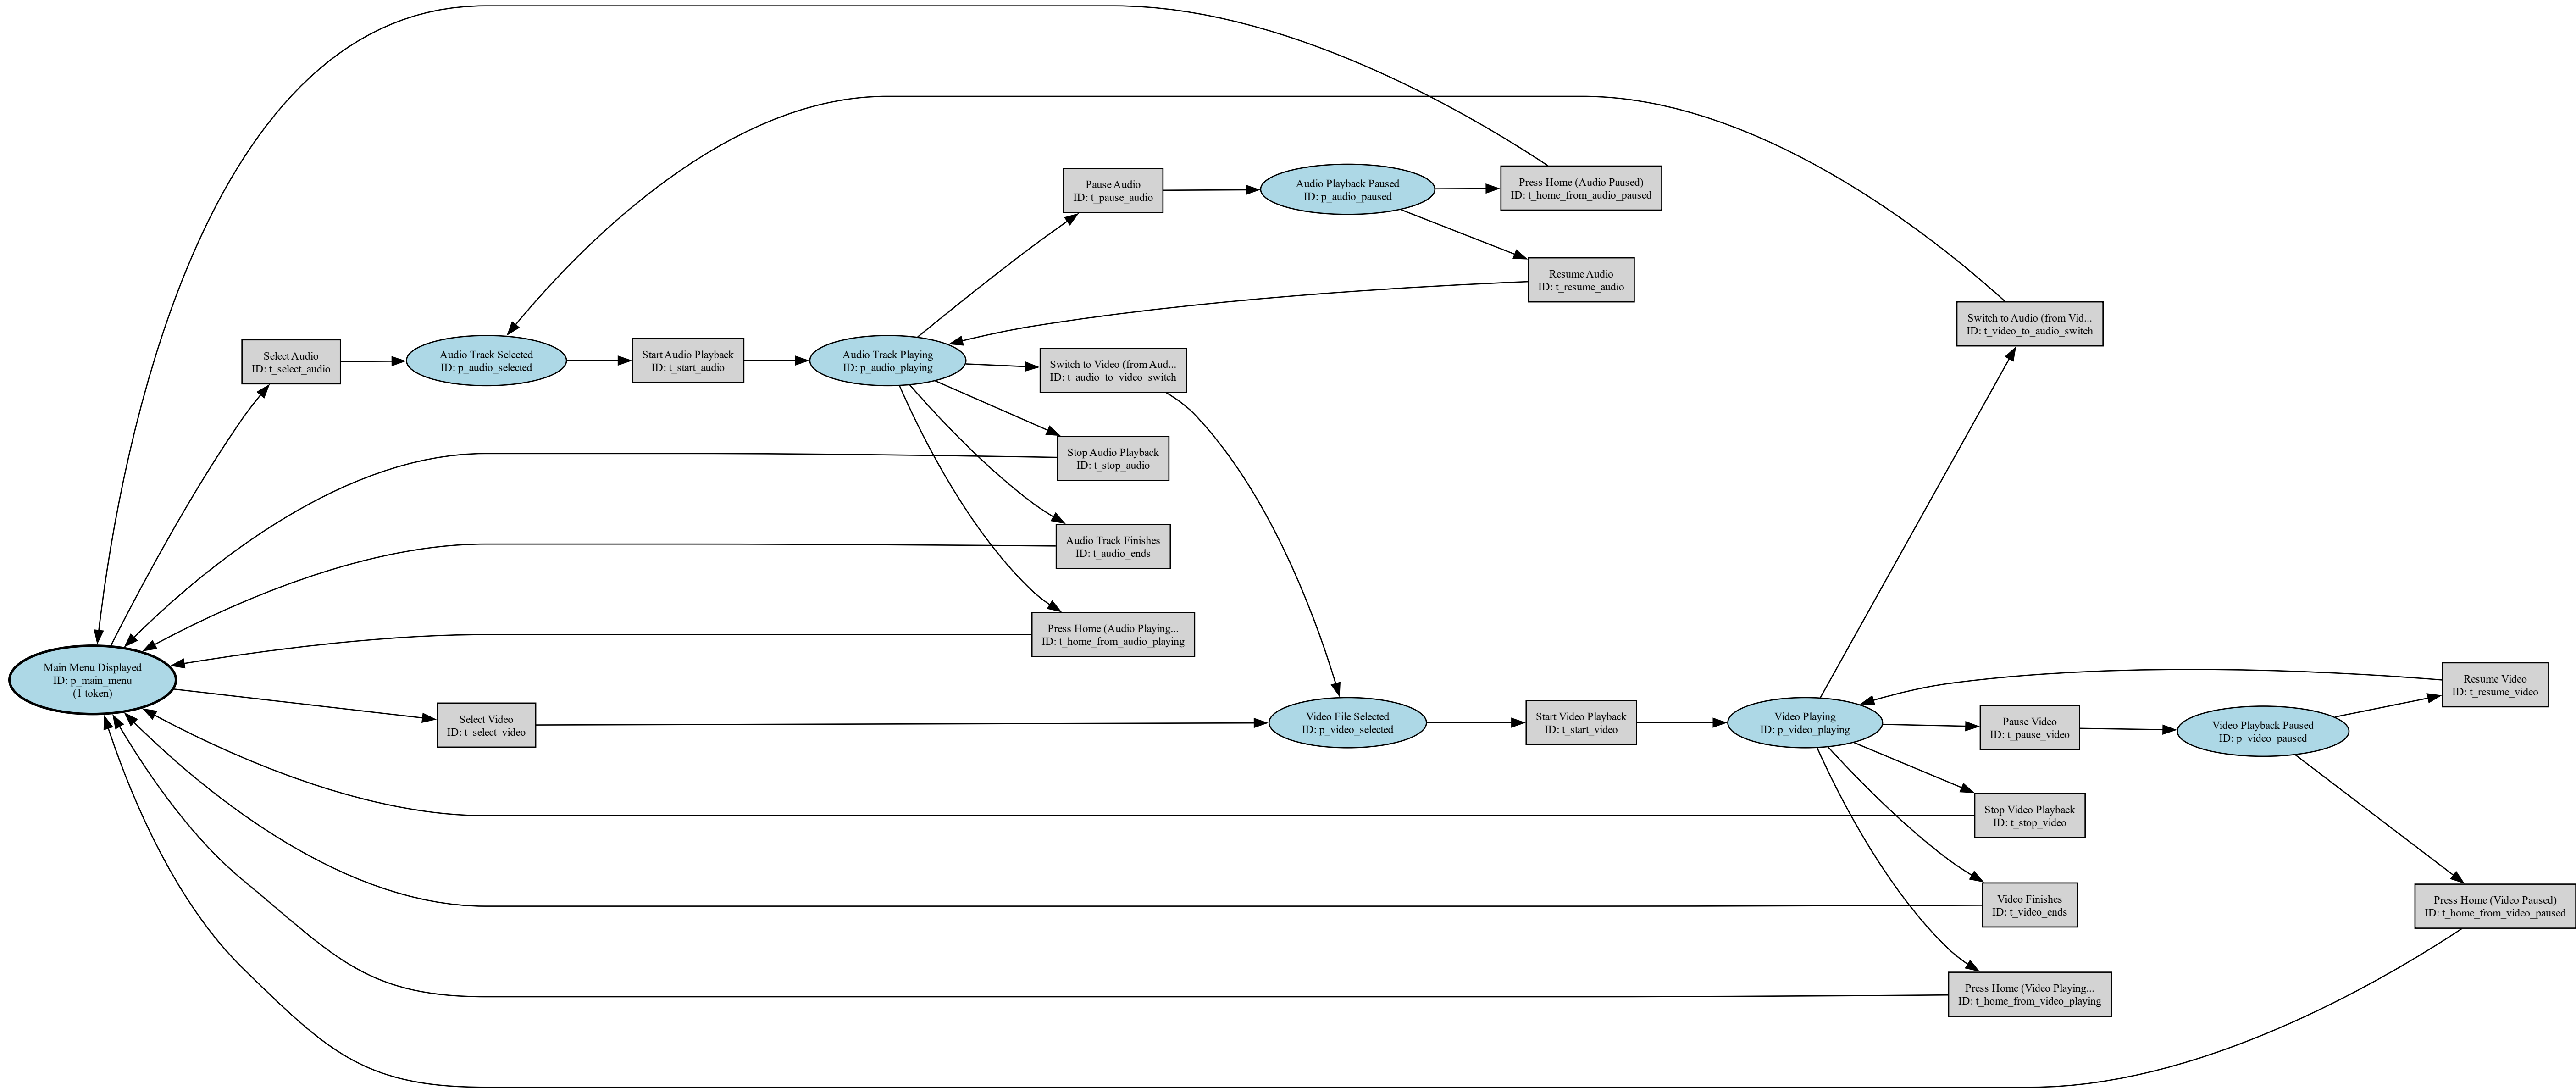 Pause Audio
ID: t_pause_audio
Audio Playback Paused
ID: p_audio_paused
Press Home (Audio Paused)
ID: t_home_from_audio_paused
Resume Audio
ID: t_resume_audio
Switch to Audio (from Vid...
ID: t_video_to_audio_switch
Select Audio
ID: t_select_audio
Audio Track Selected
ID: p_audio_selected
Start Audio Playback
ID: t_start_audio
Audio Track Playing
ID: p_audio_playing
Switch to Video (from Aud...
ID: t_audio_to_video_switch
Stop Audio Playback
ID: t_stop_audio
Audio Track Finishes
ID: t_audio_ends
Press Home (Audio Playing...
ID: t_home_from_audio_playing
Main Menu Displayed
ID: p_main_menu
(1 token)
Select Video
ID: t_select_video
Video File Selected
ID: p_video_selected
Start Video Playback
ID: t_start_video
Video Playing
ID: p_video_playing
Pause Video
ID: t_pause_video
Video Playback Paused
ID: p_video_paused
Resume Video
ID: t_resume_video
Stop Video Playback
ID: t_stop_video
Video Finishes
ID: t_video_ends
Press Home (Video Paused)
ID: t_home_from_video_paused
Press Home (Video Playing...
ID: t_home_from_video_playing